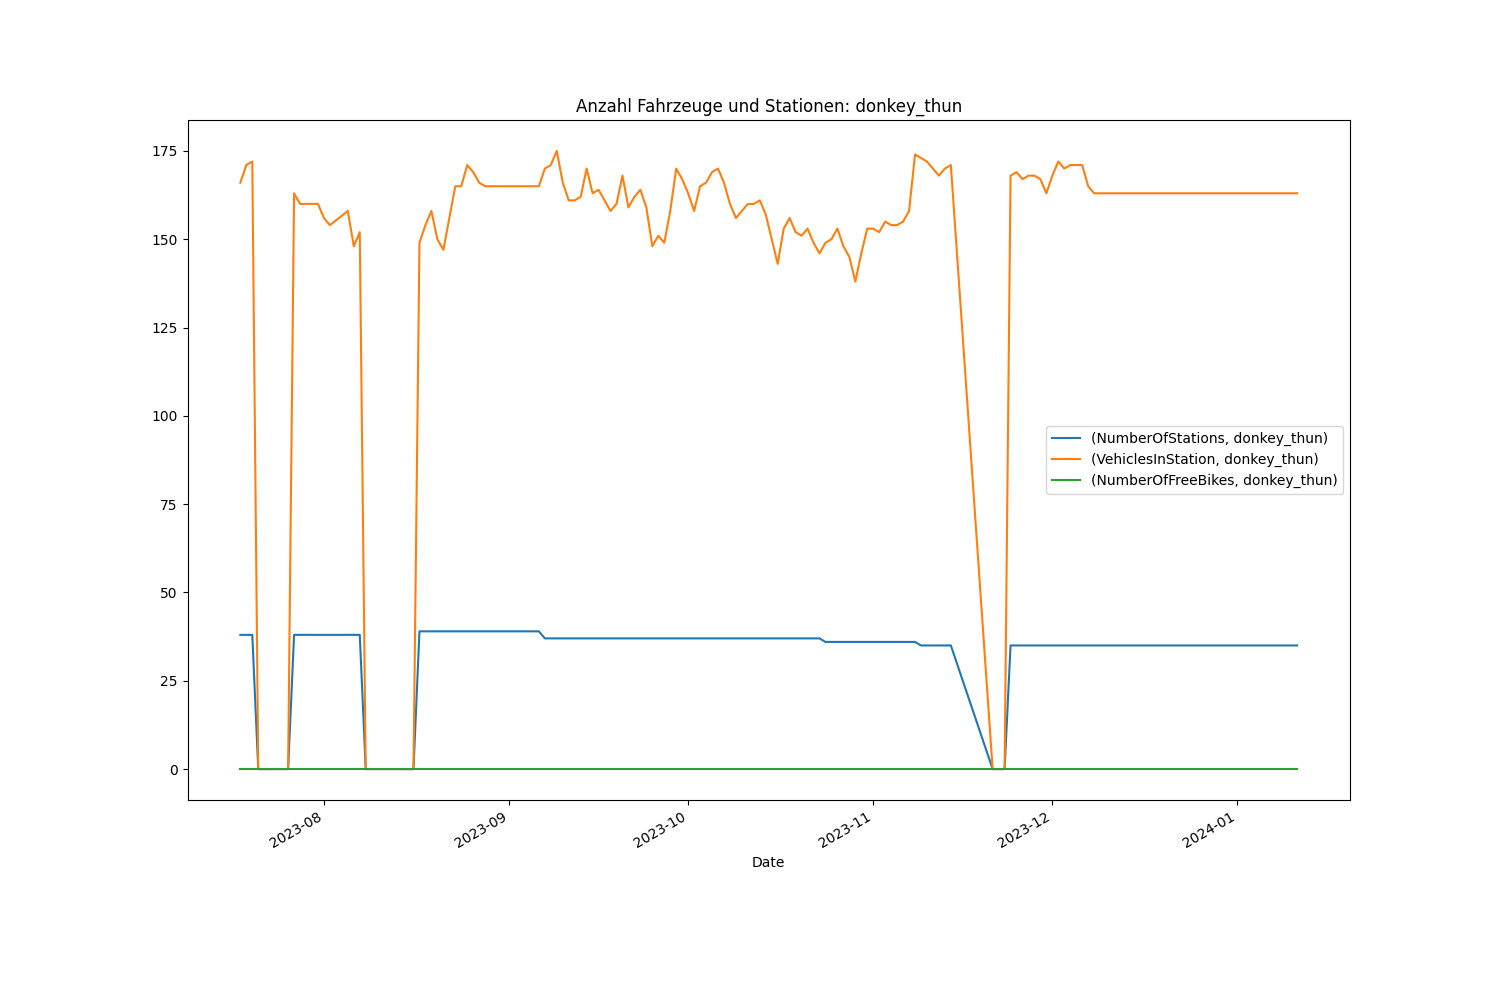 Anzahl Fahrzeuge und Stationen: donkey_thun
175
150
125
100
75
50
25
0
(NumberOfStations, donkey_thun)
(VehiclesInStation, donkey_thun)
(NumberOfFreeBikes, donkey_thun)
2023-08
2023-09
2023-10
2023-11
2023-12
2024-01
Date